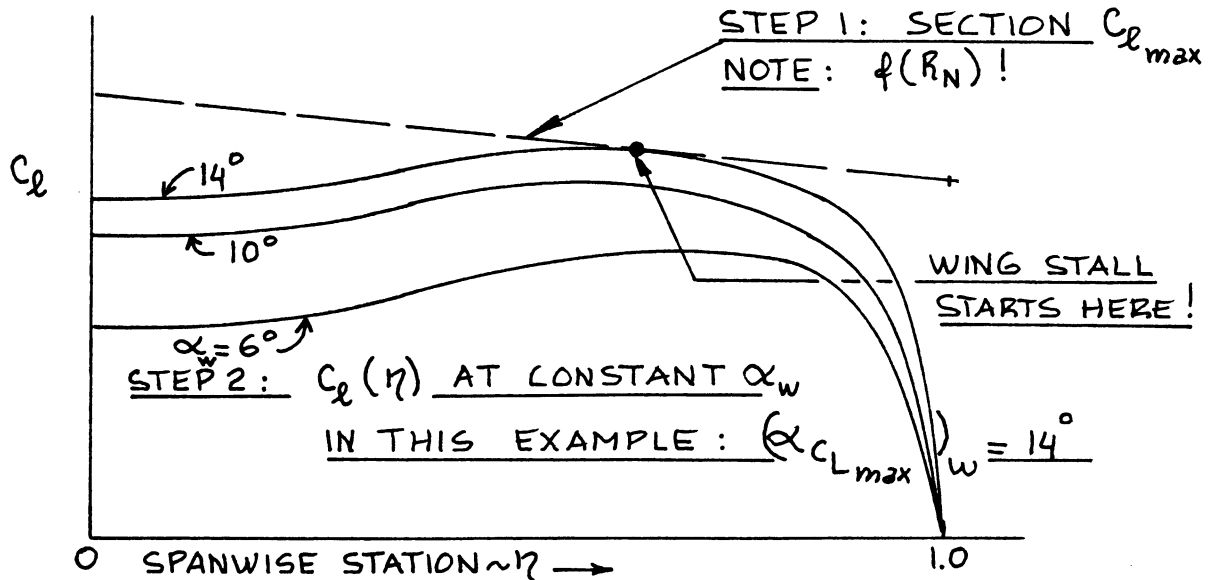 STEP 1: SECTION C_ℓmax
NOTE: f(R_N)!
C_ℓ
14°
10°
α_w = 6°
WING STALL
STARTS HERE!
STEP 2: C_ℓ(η) AT CONSTANT α_w
IN THIS EXAMPLE: (α_C_Lmax)_w = 14°
0 SPANWISE STATION ~ η → 1.0